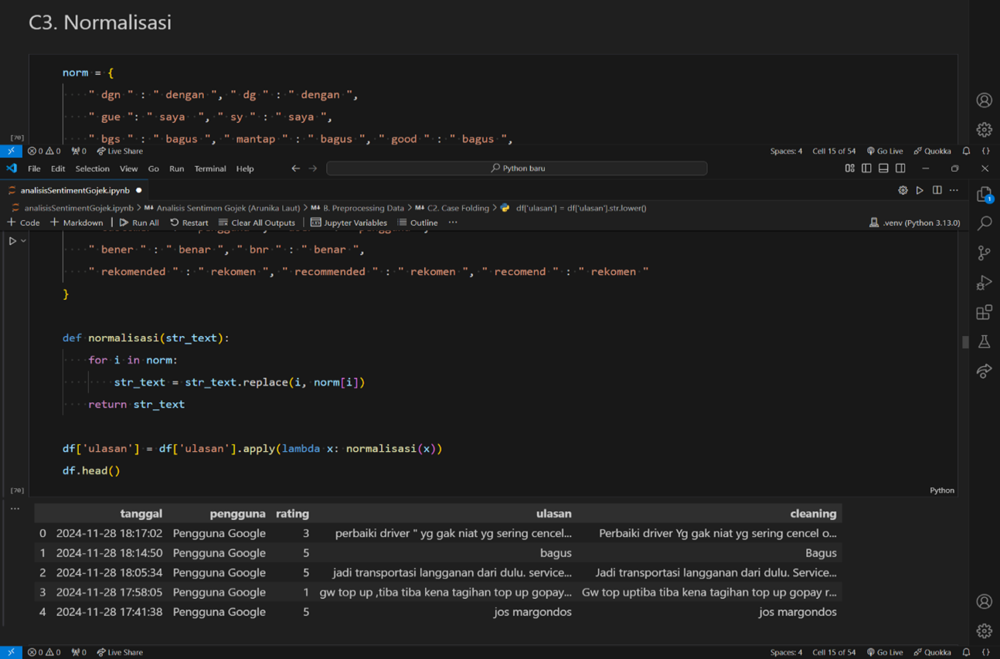 C3. Normalisasi
norm = {
" dgn " : " dengan ", " dg " : " dengan ",
" gue ": " saya  ", " sy " : " saya ",
" bgs " : " bagus ", " mantap " : " bagus ", " good " : " bagus ",
[70]
0 0 0 Live Share Spaces: 4 Cell 15 of 54 Go Live Quokka {}
File Edit Selection View Go Run Terminal Help Python baru
analisisSentimentGojek.ipynb
analisisSentimentGojek.ipynb > M↓ Analisis Sentimen Gojek (Arunika Laut) > M↓ B. Preprocessing Data > M↓ C2. Case Folding > df['ulasan'] = df['ulasan'].str.lower()
+ Code + Markdown | Run All Restart Clear All Outputs | Jupyter Variables Outline ... .venv (Python 3.13.0)
1
" bener " : " benar ", " bnr " : " benar ",
" rekomended " : " rekomen ", " recommended " : " rekomen ", " recomend " : " rekomen "
}
def normalisasi(str_text):
for i in norm:
str_text = str_text.replace(i, norm[i])
return str_text
df['ulasan'] = df['ulasan'].apply(lambda x: normalisasi(x))
df.head()
[70] Python
... tanggal pengguna rating ulasan cleaning
0 2024-11-28 18:17:02 Pengguna Google 3 perbaiki driver " yg gak niat yg sering cencel... Perbaiki driver Yg gak niat yg sering cencel o...
1 2024-11-28 18:14:50 Pengguna Google 5 bagus Bagus
2 2024-11-28 18:05:34 Pengguna Google 5 jadi transportasi langganan dari dulu. service... Jadi transportasi langganan dari dulu. Service...
3 2024-11-28 17:58:05 Pengguna Google 1 gw top up ,tiba tiba kena tagihan top up gopay... Gw top uptiba tiba kena tagihan top up gopay r...
4 2024-11-28 17:41:38 Pengguna Google 5 jos margondos jos margondos
0 0 0 Live Share Spaces: 4 Cell 15 of 54 Go Live Quokka {}